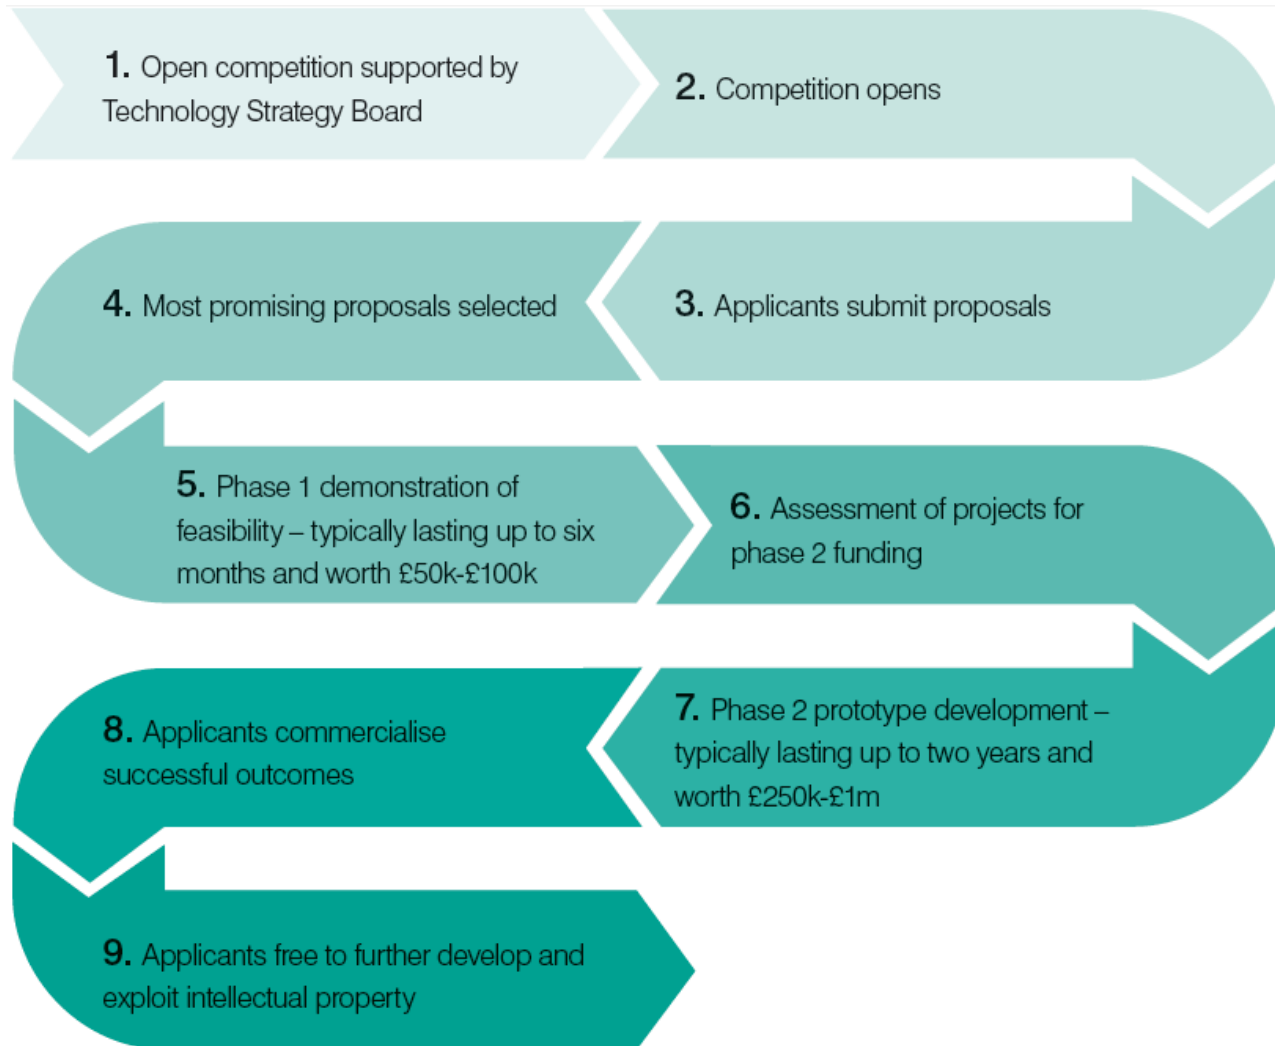 1. Open competition supported by
Technology Strategy Board
2. Competition opens
3. Applicants submit proposals
4. Most promising proposals selected
5. Phase 1 demonstration of
feasibility – typically lasting up to six
months and worth £50k-£100k
6. Assessment of projects for
phase 2 funding
7. Phase 2 prototype development –
typically lasting up to two years and
worth £250k-£1m
8. Applicants commercialise
successful outcomes
9. Applicants free to further develop and
exploit intellectual property